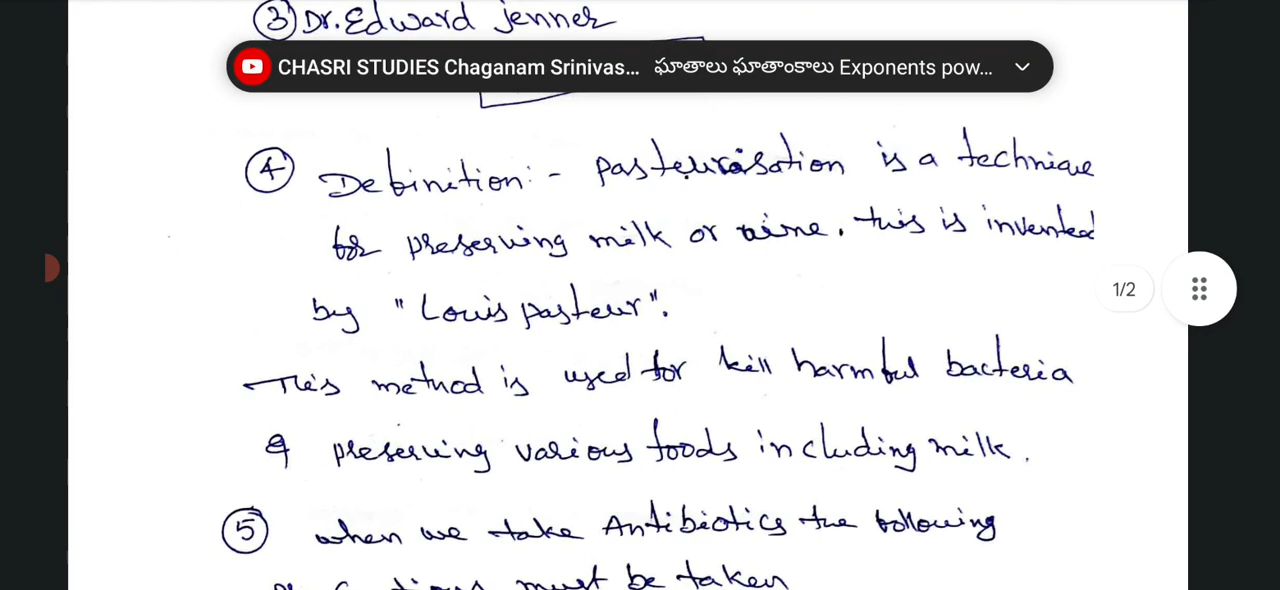 ③ Dr. Edward jenner
CHASRI STUDIES Chaganam Srinivas... ఘాతాలు ఘాతాంకాలు Exponents pow...
④ Definition:- pasteurisation is a technique
for preserving milk or wine. this is invented
by "Louis pasteur".
This method is used for kill harmful bacteria
& preserving various foods including milk.
1/2
⑤ when we take Antibiotics the following
must be taken